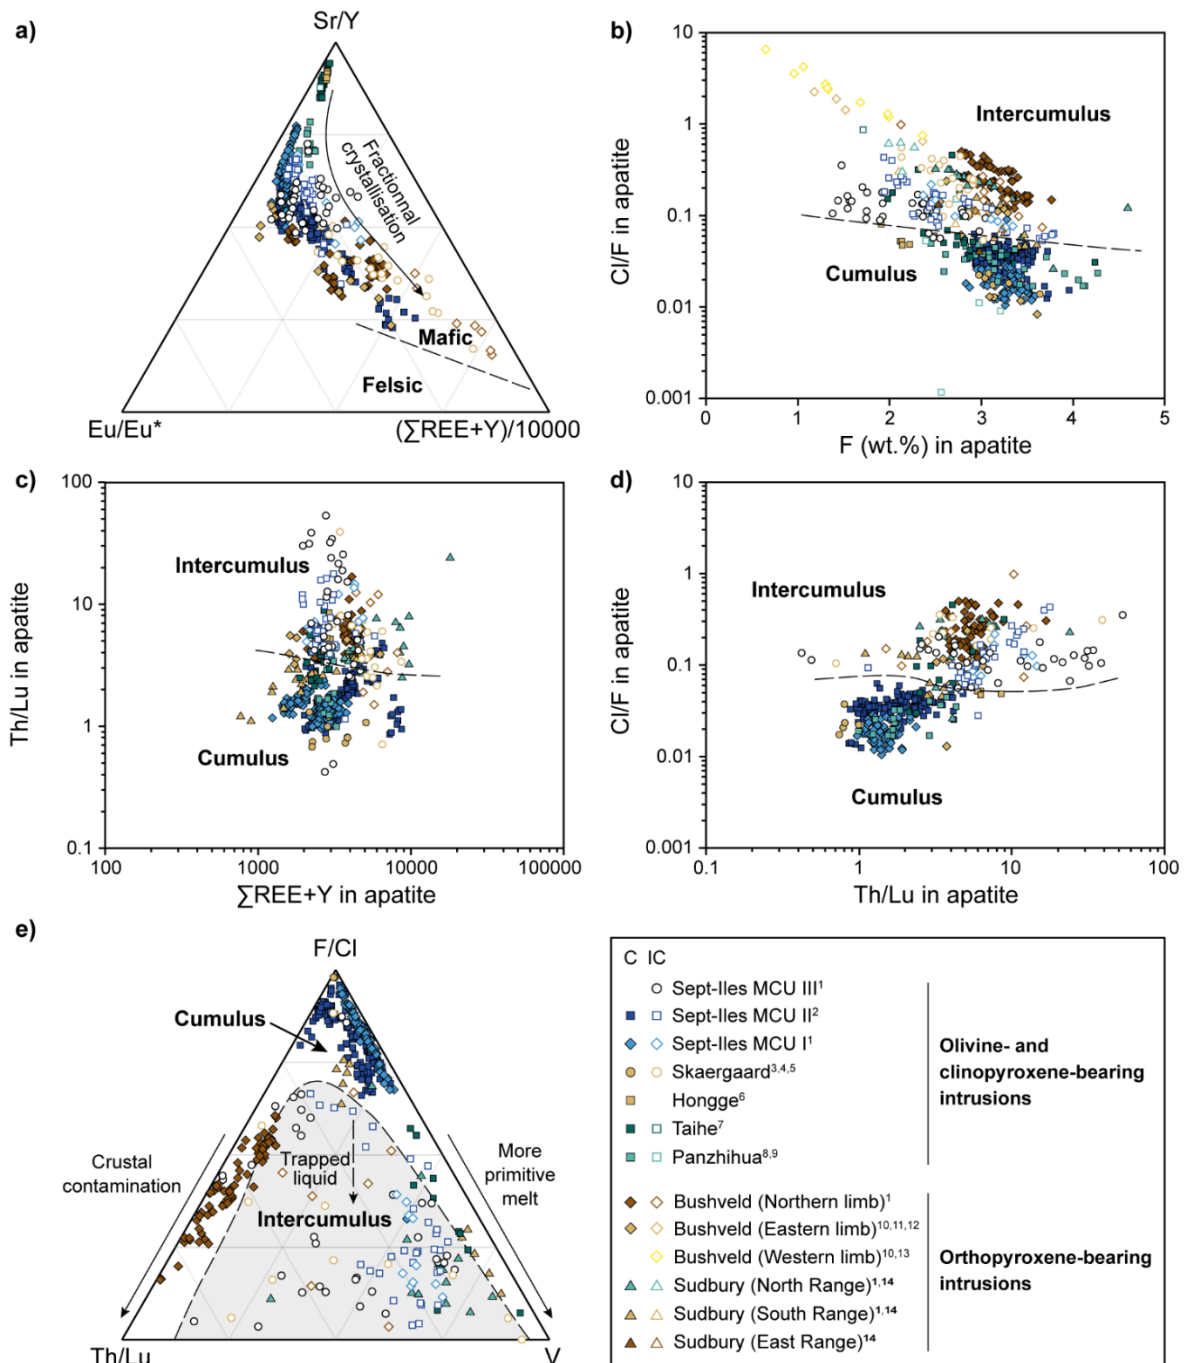 a)
Sr/Y
Fractionnal
crystallisation
Mafic
Felsic
Eu/Eu*
(∑REE+Y)/10000
b)
10
1
0.1
0.01
0.001
Cl/F in apatite
Intercumulus
Cumulus
0
1
2
3
4
5
F (wt.%) in apatite
c)
100
10
1
0.1
Th/Lu in apatite
Intercumulus
Cumulus
100
1000
10000
100000
∑REE+Y in apatite
d)
10
1
0.1
0.01
0.001
Cl/F in apatite
Intercumulus
Cumulus
0.1
1
10
100
Th/Lu in apatite
e)
F/Cl
Cumulus
Crustal
contamination
Trapped
liquid
Intercumulus
More
primitive
melt
Th/Lu
V
C IC
Sept-Iles MCU III¹
Sept-Iles MCU II²
Sept-Iles MCU I¹
Skaergaard³,⁴,⁵
Hongge⁶
Taihe⁷
Panzhihua⁸,⁹
Olivine- and
clinopyroxene-bearing
intrusions
Bushveld (Northern limb)¹
Bushveld (Eastern limb)¹⁰,¹¹,¹²
Bushveld (Western limb)¹⁰,¹³
Sudbury (North Range)¹,¹⁴
Sudbury (South Range)¹,¹⁴
Sudbury (East Range)¹⁴
Orthopyroxene-bearing
intrusions